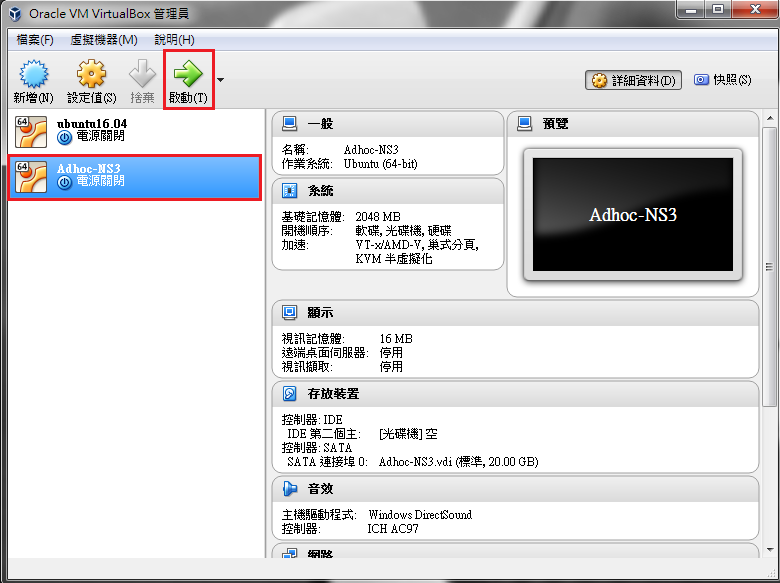 Oracle VM VirtualBox 管理員
檔案(F) 虛擬機器(M) 說明(H)
新增(N) 設定值(S) 捨棄 啟動(T) 詳細資料(D) 快照(S)
64 ubuntu16.04
電源關閉
64 Adhoc-NS3
電源關閉
一般
名稱: Adhoc-NS3
作業系統: Ubuntu (64-bit)
系統
基礎記憶體: 2048 MB
開機順序: 軟碟, 光碟機, 硬碟
加速: VT-x/AMD-V, 巢式分頁,
KVM 半虛擬化
預覽
Adhoc-NS3
顯示
視訊記憶體: 16 MB
遠端桌面伺服器: 停用
視訊擷取: 停用
存放裝置
控制器: IDE
IDE 第二個主: [光碟機] 空
控制器: SATA
SATA 連接埠 0: Adhoc-NS3.vdi (標準, 20.00 GB)
音效
主機驅動程式: Windows DirectSound
控制器: ICH AC97
網路